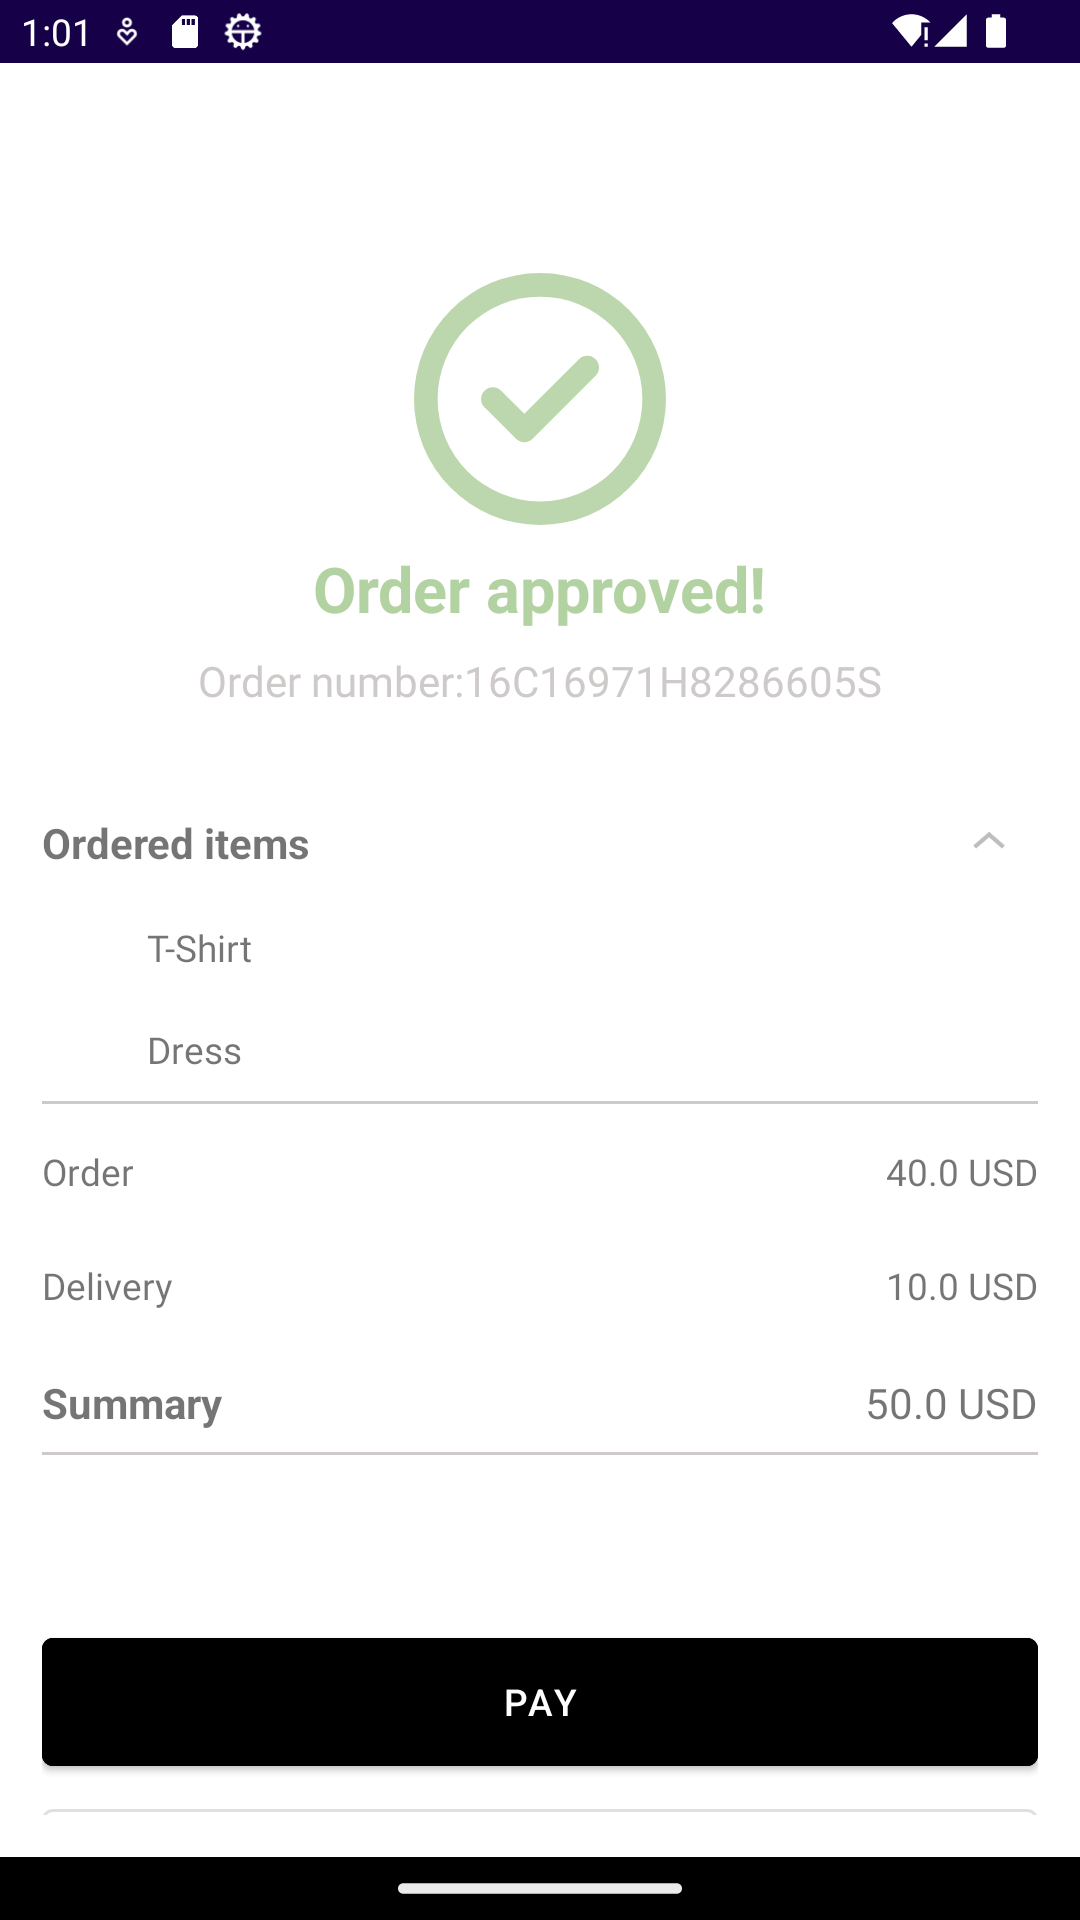 1:01
Order approved!
Order number:16C16971H8286605S
Ordered items
T-Shirt
Dress
Order 40.0 USD
Delivery 10.0 USD
Summary 50.0 USD
PAY